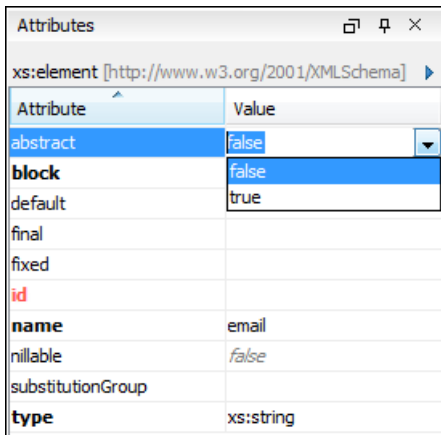 Attributes
xs:element [http://www.w3.org/2001/XMLSchema]
Attribute Value
abstract false
block false
default true
final
fixed
id
name email
nillable false
substitutionGroup
type xs:string